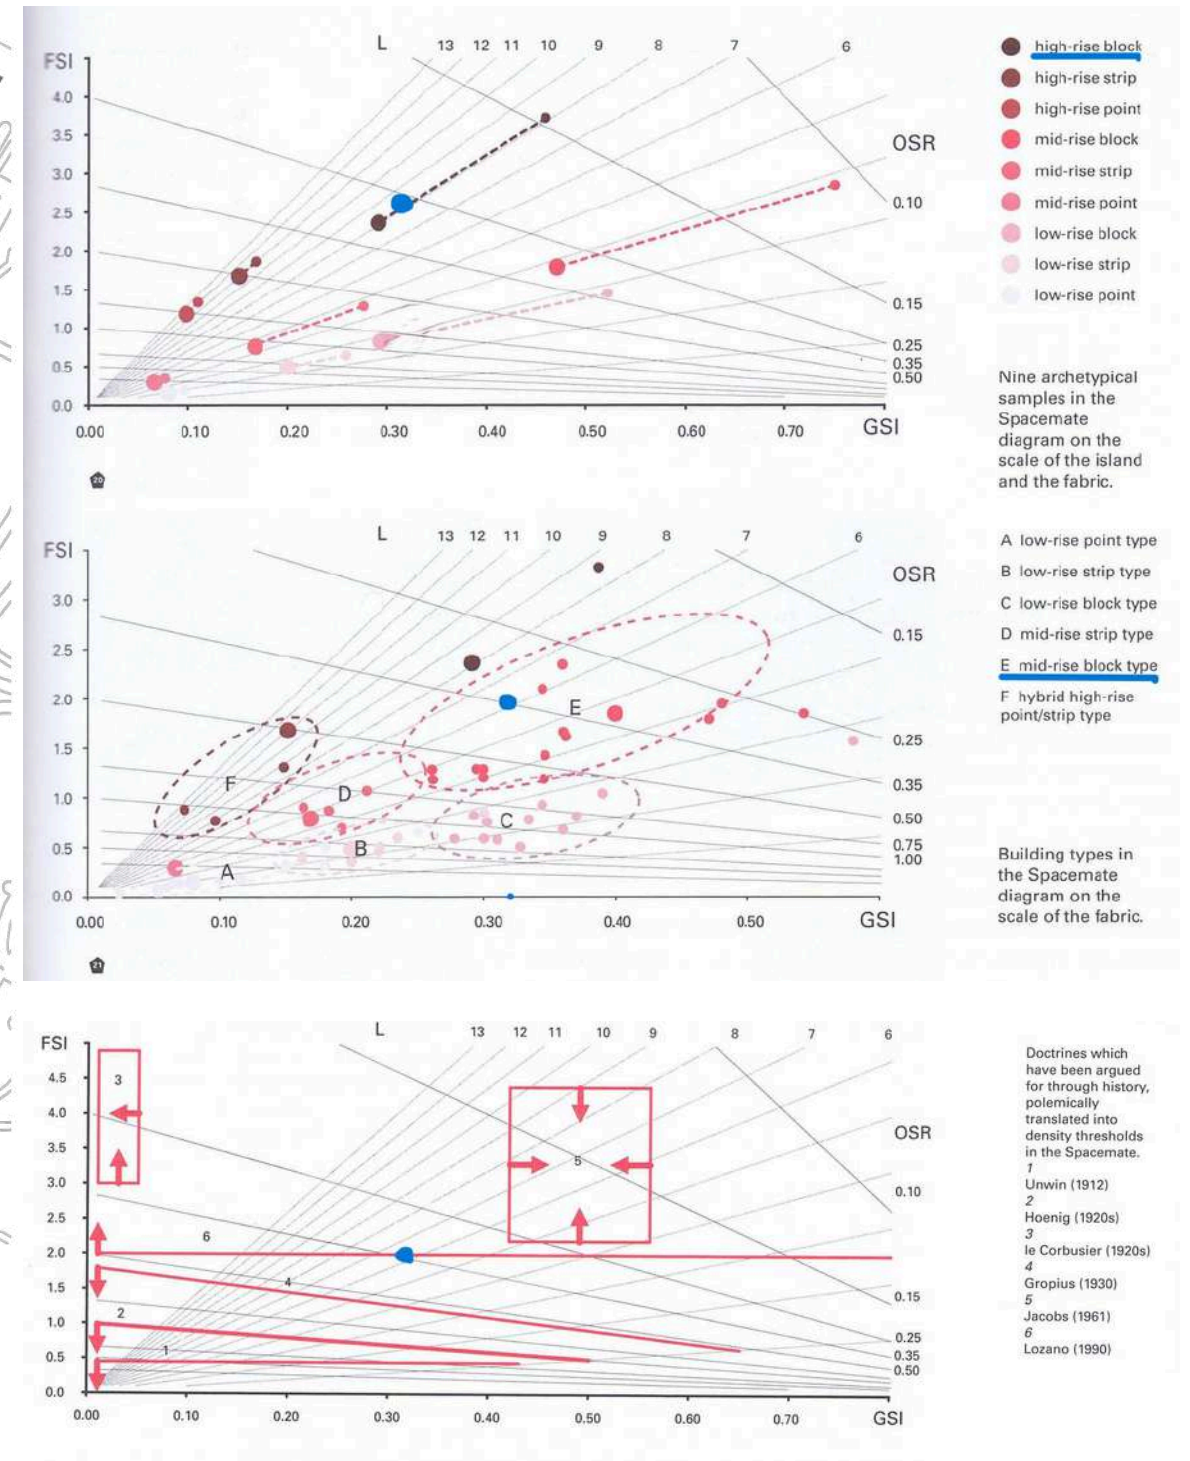 L 13 12 11 10 9 8 7 6
FSI
4.0
3.5
3.0
2.5
2.0
1.5
1.0
0.5
0.0
OSR
0.10
0.15
0.25
0.35
0.50
0.00 0.10 0.20 0.30 0.40 0.50 0.60 0.70 GSI
high-rise block
high-rise strip
high-rise point
mid-rise block
mid-rise strip
mid-rise point
low-rise block
low-rise strip
low-rise point
Nine archetypical
samples in the
Spacemate
diagram on the
scale of the island
and the fabric.
20
L 13 12 11 10 9 8 7 6
FSI
3.0
2.5
2.0
1.5
1.0
0.5
0.0
OSR
0.15
0.25
0.35
0.50
0.75
1.00
E
F
D
C
B
A
0.00 0.10 0.20 0.30 0.40 0.50 GSI
A low-rise point type
B low-rise strip type
C low-rise block type
D mid-rise strip type
E mid-rise block type
F hybrid high-rise
point/strip type
Building types in
the Spacemate
diagram on the
scale of the fabric.
21
L 13 12 11 10 9 8 7 6
FSI
4.5
4.0
3.5
3.0
2.5
2.0
1.5
1.0
0.5
0.0
OSR
0.10
0.15
0.25
0.35
0.50
3
5
6
4
2
1
0.00 0.10 0.20 0.30 0.40 0.50 0.60 0.70 GSI
Doctrines which
have been argued
for through history,
polemically
translated into
density thresholds
in the Spacemate.
1
Unwin (1912)
2
Hoenig (1920s)
3
le Corbusier (1920s)
4
Gropius (1930)
5
Jacobs (1961)
6
Lozano (1990)